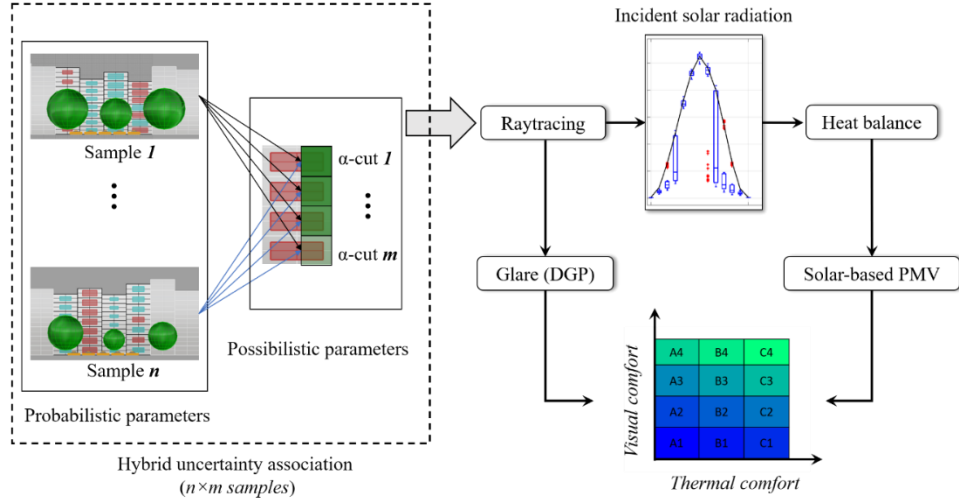 Incident solar radiation
Sample 1
Sample n
Probabilistic parameters
α-cut 1
α-cut m
Possibilistic parameters
Hybrid uncertainty association
(n×m samples)
Raytracing
Heat balance
Glare (DGP)
Solar-based PMV
Visual comfort
A4 B4 C4
A3 B3 C3
A2 B2 C2
A1 B1 C1
Thermal comfort